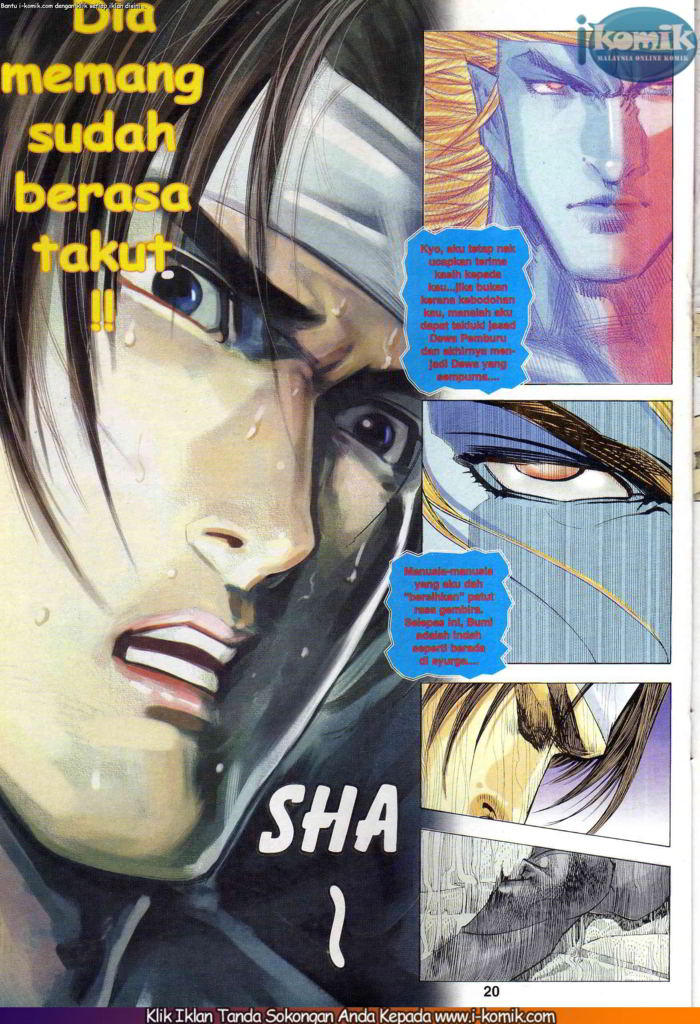 Bantu i-komik.com dengan klik setiap iklan disini...
Dia
memang
sudah
berasa
takut
!!
ikomik
MALAYSIA ONLINE KOMIK
Kyo, aku tetap nak
ucapkan terima
kasih kepada
kau...jika bukan
kerana kebodohan
kau, manalah aku
dapat takluki jasad
Dewa Pemburu
dan akhirnya men-
jadi Dewa yang
sempurna....
Manusia-manusia
yang aku dah
"bersihkan" patut
rasa gembira.
Selepas ini, Bumi
adalah indah
seperti berada
di syurga....
SHA
20
Klik Iklan Tanda Sokongan Anda Kepada www.i-komik.com